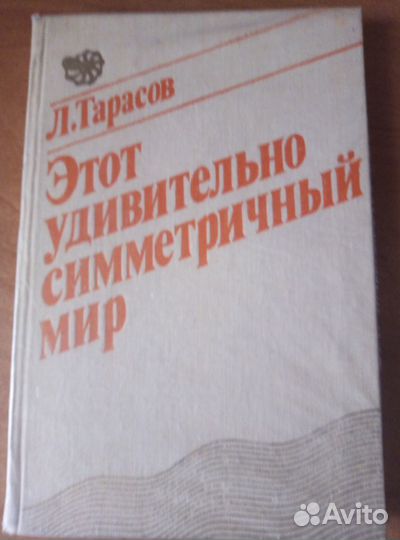 Л.Тарасов
Этот
удивительно
симметричный
мир
Avito